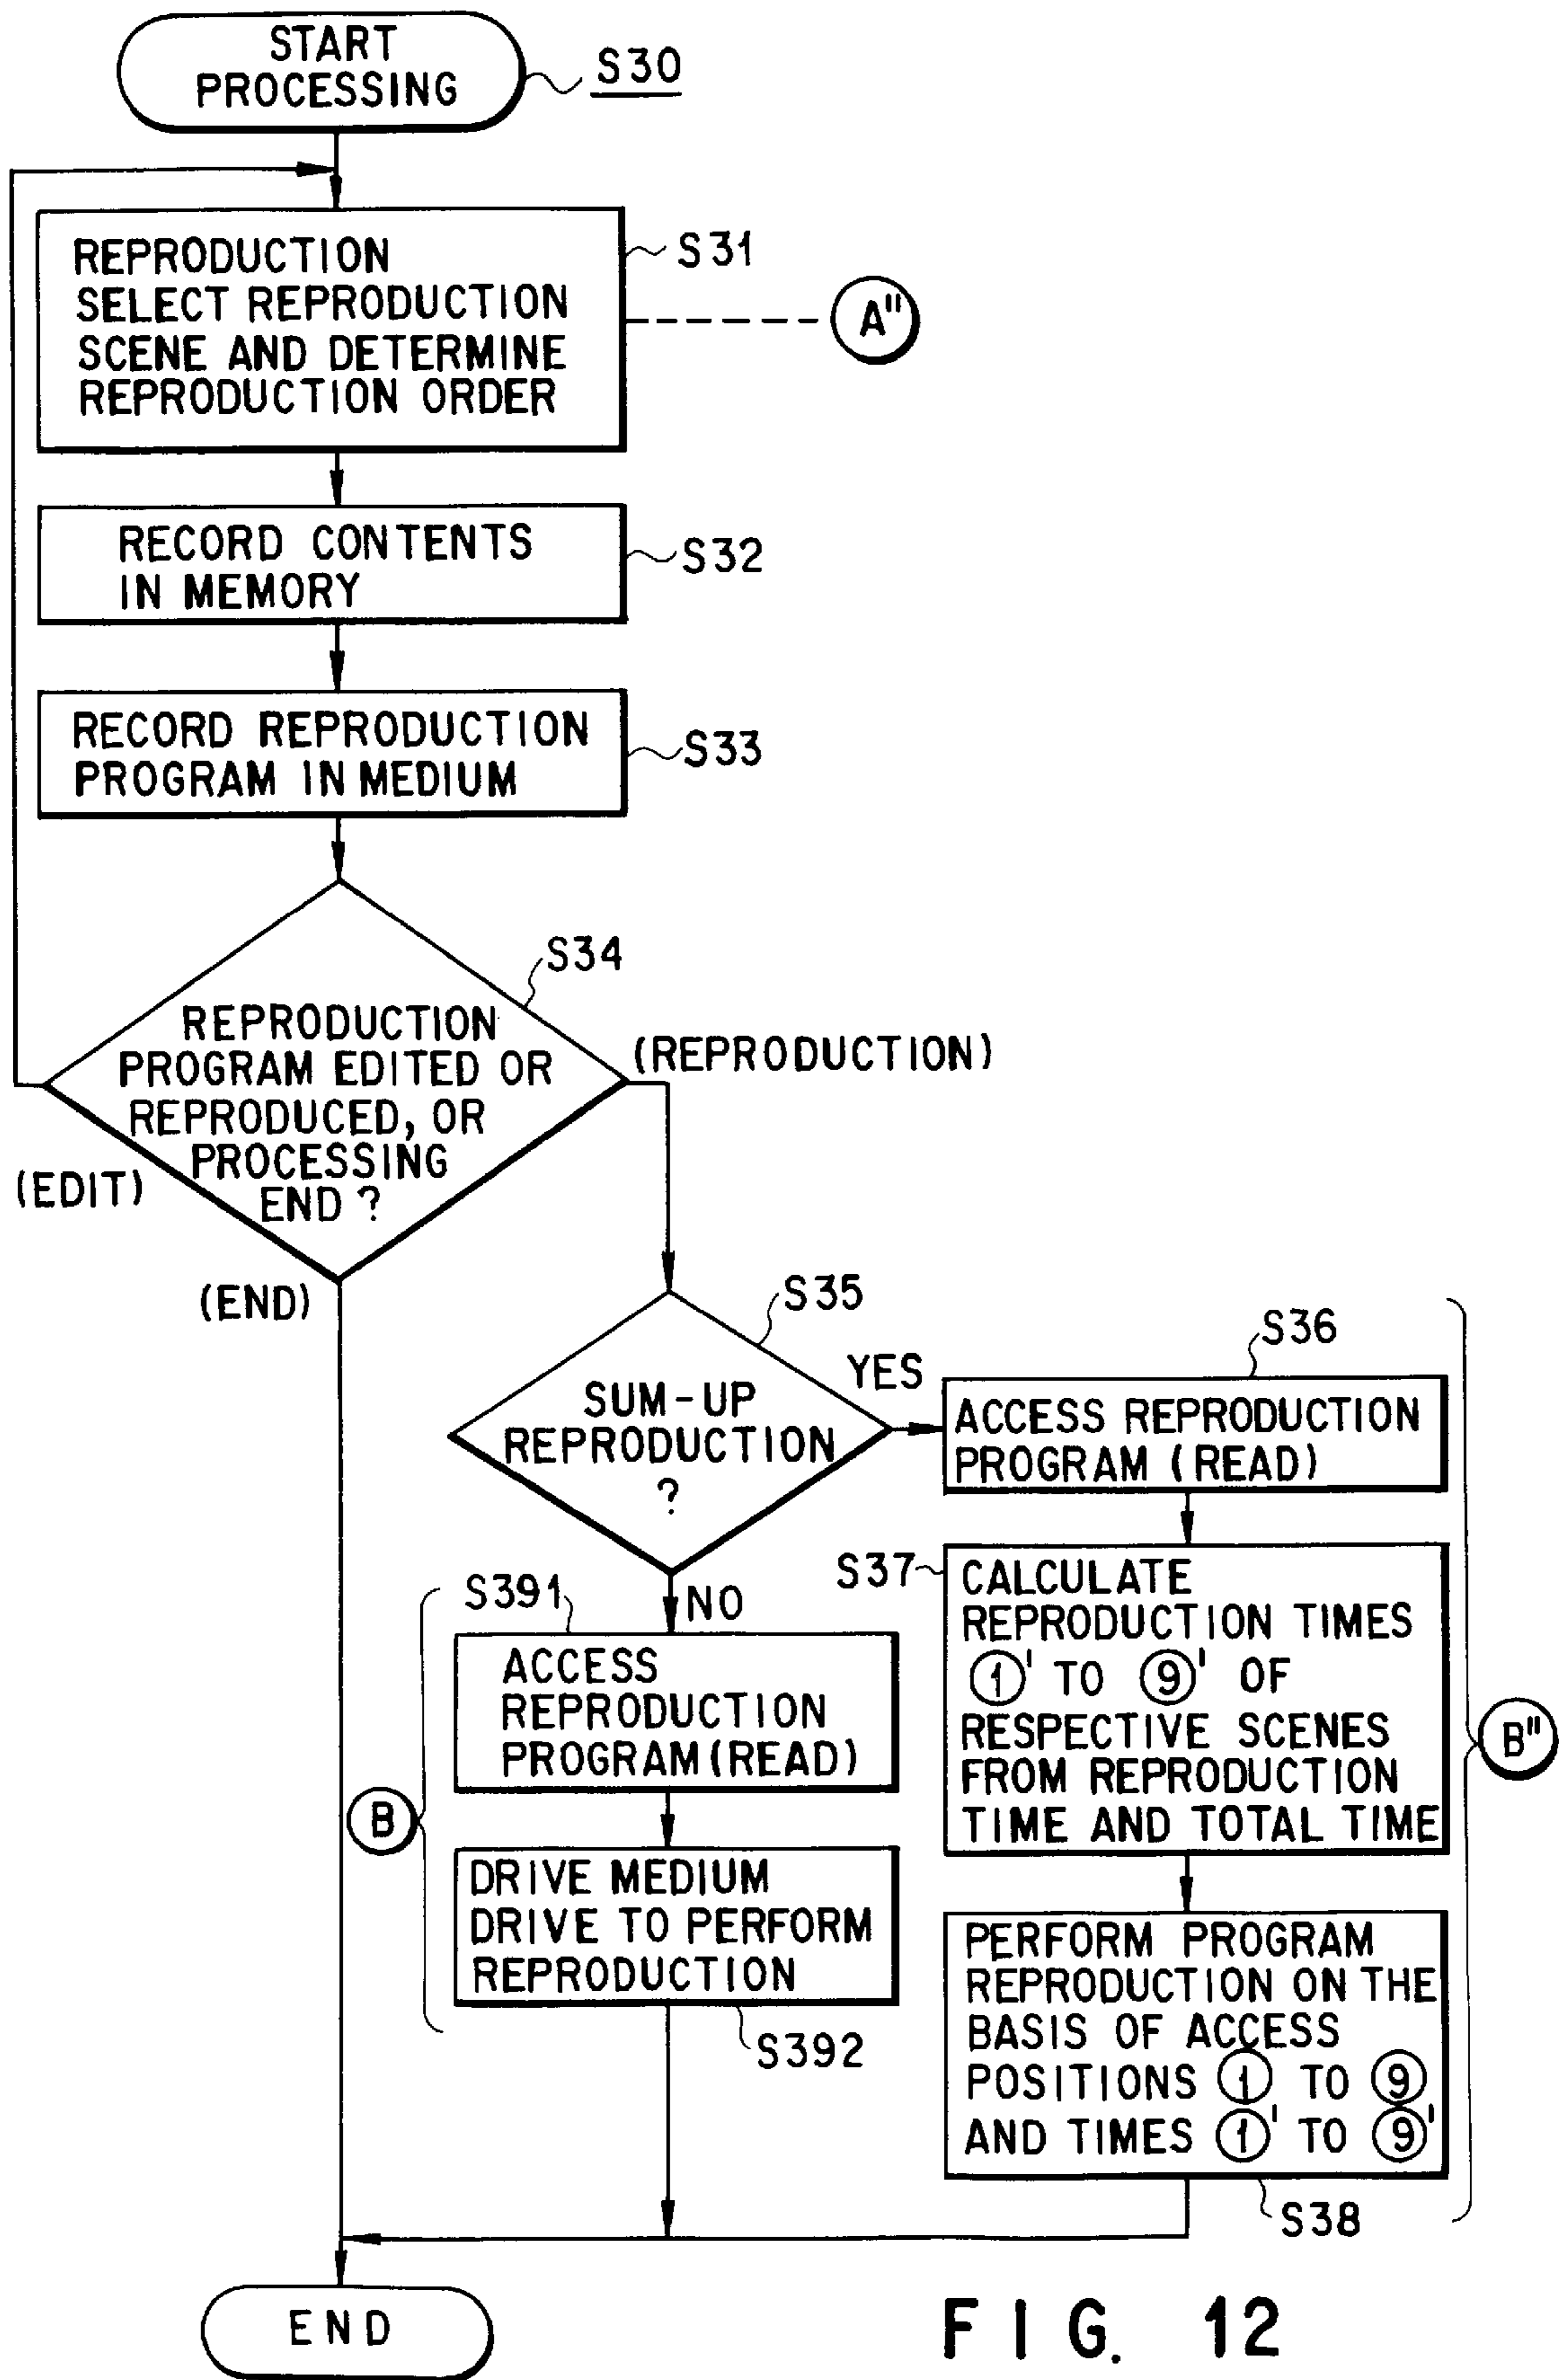 START
PROCESSING
S30
REPRODUCTION
SELECT REPRODUCTION
SCENE AND DETERMINE
REPRODUCTION ORDER
S31
A"
RECORD CONTENTS
IN MEMORY
S32
RECORD REPRODUCTION
PROGRAM IN MEDIUM
S33
S34
REPRODUCTION
PROGRAM EDITED OR
REPRODUCED, OR
PROCESSING
END ?
(REPRODUCTION)
(EDIT)
(END)
S35
SUM-UP
REPRODUCTION
?
YES
NO
S36
ACCESS REPRODUCTION
PROGRAM (READ)
S37
CALCULATE
REPRODUCTION TIMES
①' TO ⑨' OF
RESPECTIVE SCENES
FROM REPRODUCTION
TIME AND TOTAL TIME
B"
S391
ACCESS
REPRODUCTION
PROGRAM (READ)
B
DRIVE MEDIUM
DRIVE TO PERFORM
REPRODUCTION
S392
PERFORM PROGRAM
REPRODUCTION ON THE
BASIS OF ACCESS
POSITIONS ① TO ⑨
AND TIMES ①' TO ⑨'
S38
END
FIG. 12